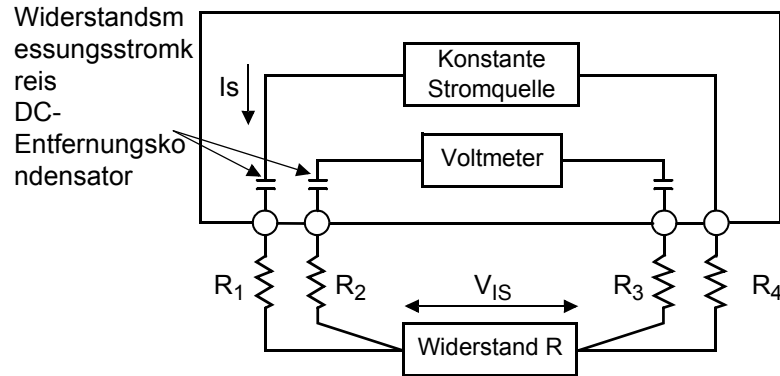 Widerstandsm
essungsstromk
reis
DC-
Entfernungsko
ndensator
Is
Konstante
Stromquelle
Voltmeter
R1
R2
VIS
R3
R4
Widerstand R